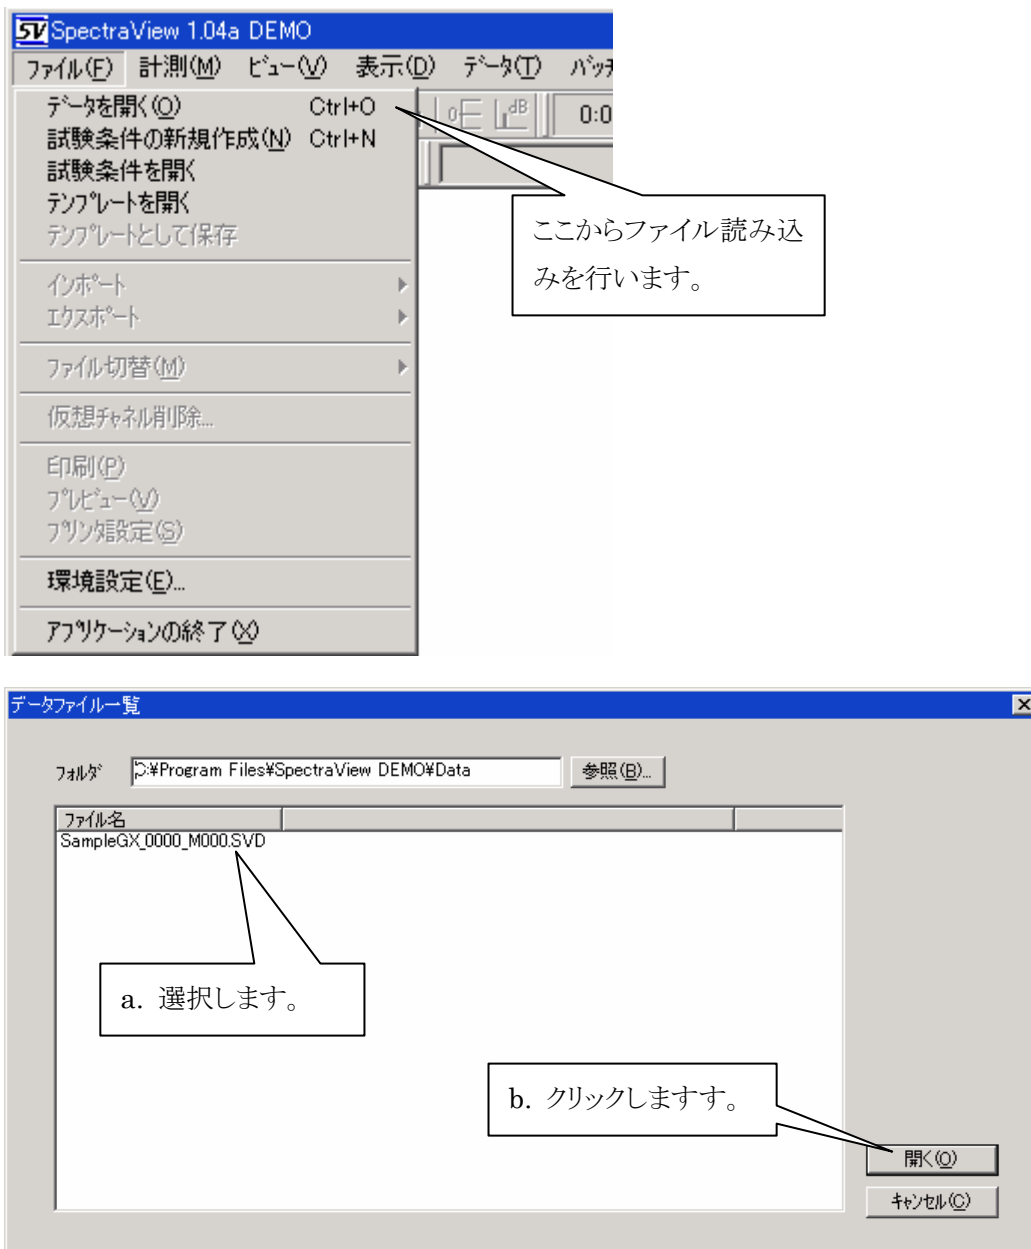 SV SpectraView 1.04a DEMO
ﾌｧｲﾙ(F) 計測(M) ﾋﾞｭｰ(V) 表示(D) ﾃﾞｰﾀ(T) ﾊﾞｯﾁ
ﾃﾞｰﾀを開く(O) Ctrl+O
dB 0:0
試験条件の新規作成(N) Ctrl+N
試験条件を開く
ﾃﾝﾌﾟﾚｰﾄを開く
ﾃﾝﾌﾟﾚｰﾄとして保存
ここからファイル読み込
みを行います。
ｲﾝﾎﾟｰﾄ
ｴｸｽﾎﾟｰﾄ
ﾌｧｲﾙ切替(M)
仮想ﾁｬﾈﾙ削除...
印刷(P)
ﾌﾟﾚﾋﾞｭｰ(V)
ﾌﾟﾘﾝﾀ設定(S)
環境設定(E)...
ｱﾌﾟﾘｹｰｼｮﾝの終了(X)
データファイル一覧
ﾌｫﾙﾀﾞ :¥Program Files¥SpectraView DEMO¥Data 参照(B)...
ﾌｧｲﾙ名
SampleGX_0000_M000.SVD
a. 選択します。
b. クリックしますす。
開く(O)
ｷｬﾝｾﾙ(C)